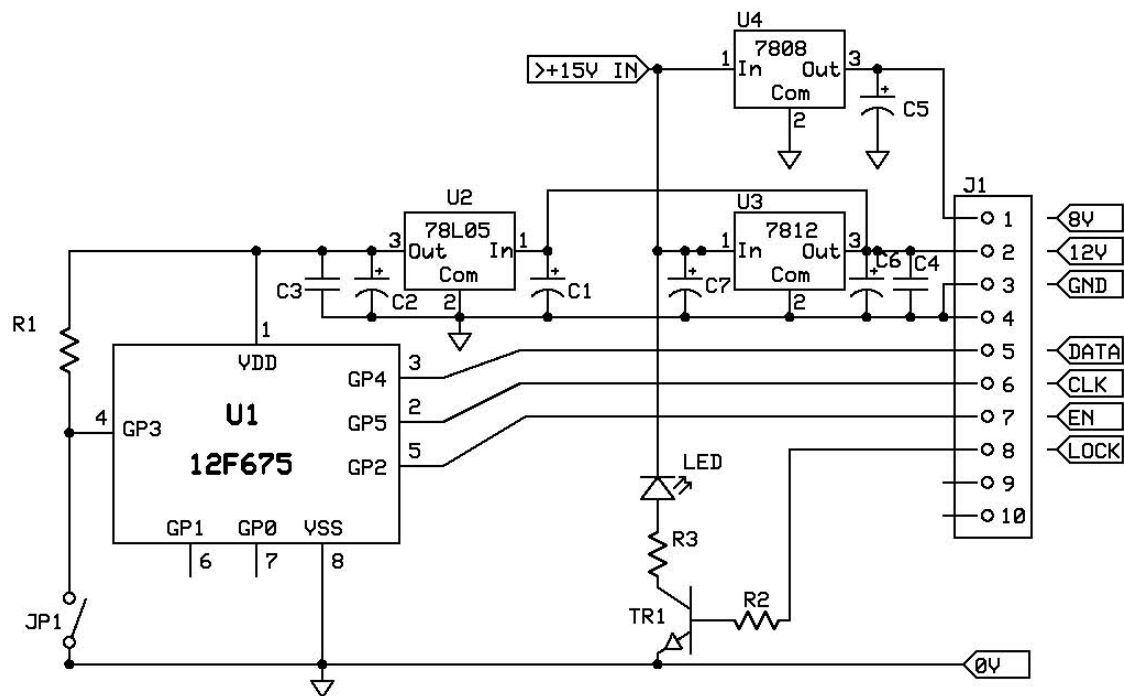 U4
7808
>+15V IN
1 In Out 3
Com
2
C5
J1
U2
78L05
3 Out In 1
Com
2
U3
7812
1 In Out 3
Com
2
C3
C2
C1
C7
C6
C4
1
2
3
4
5
6
7
8
9
10
8V
12V
GND
DATA
CLK
EN
LOCK
R1
1
VDD
4 GP3
U1
12F675
GP4 3
GP5 2
GP2 5
GP1
GP0
VSS
6
7
8
LED
R3
R2
TR1
JP1
0V